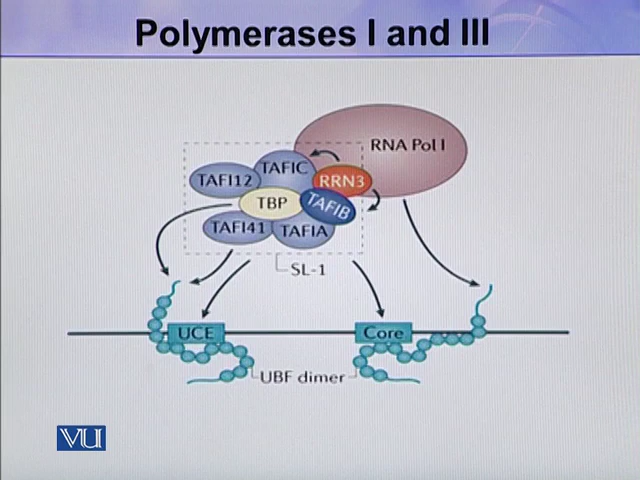 Polymerases I and III
RNA Pol I
TAFIC
TAFI12
RRN3
TBP
TAFIB
TAFI41
TAFIA
SL-1
UCE
Core
UBF dimer
VU